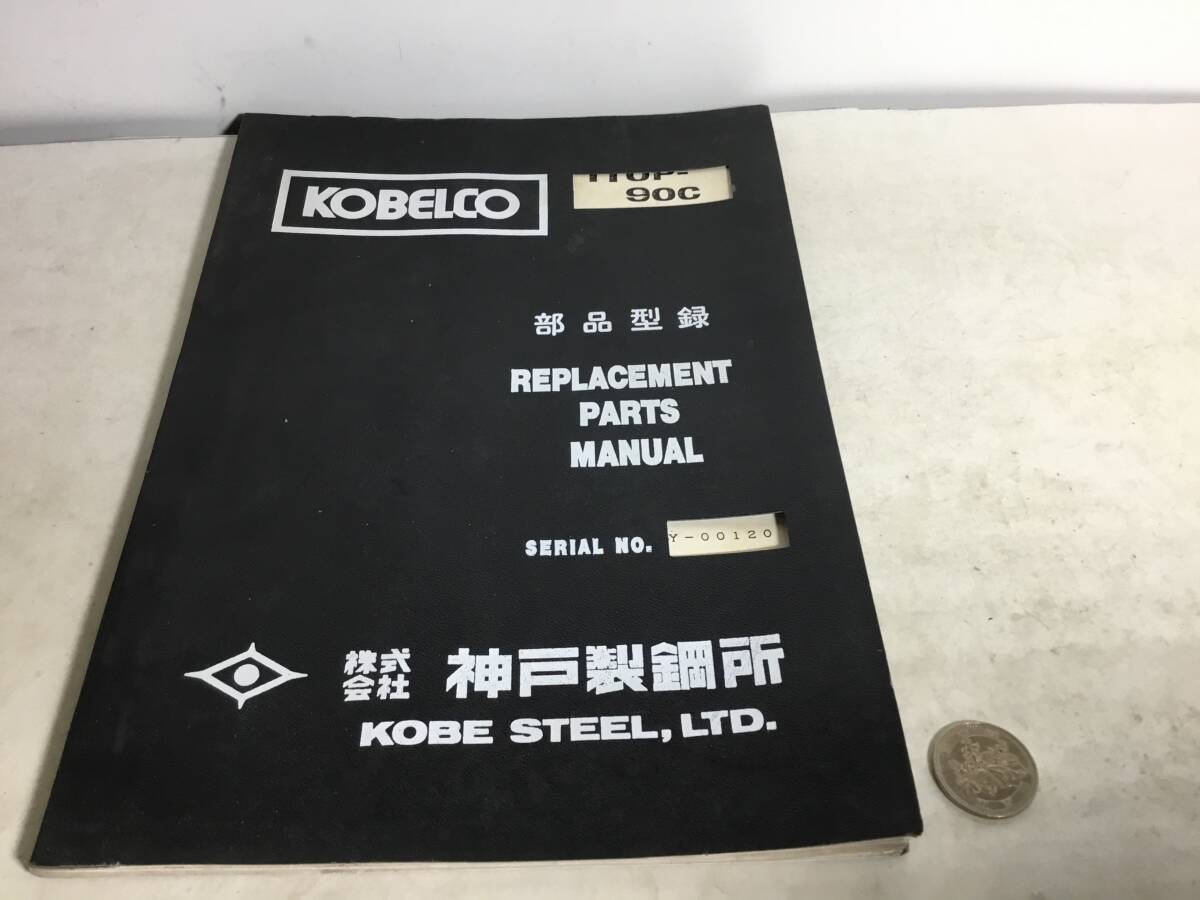 KOBELCO
90C
部品型録
REPLACEMENT
PARTS
MANUAL
SERIAL NO. Y-00120
株式会社 神戸製鋼所
KOBE STEEL, LTD.